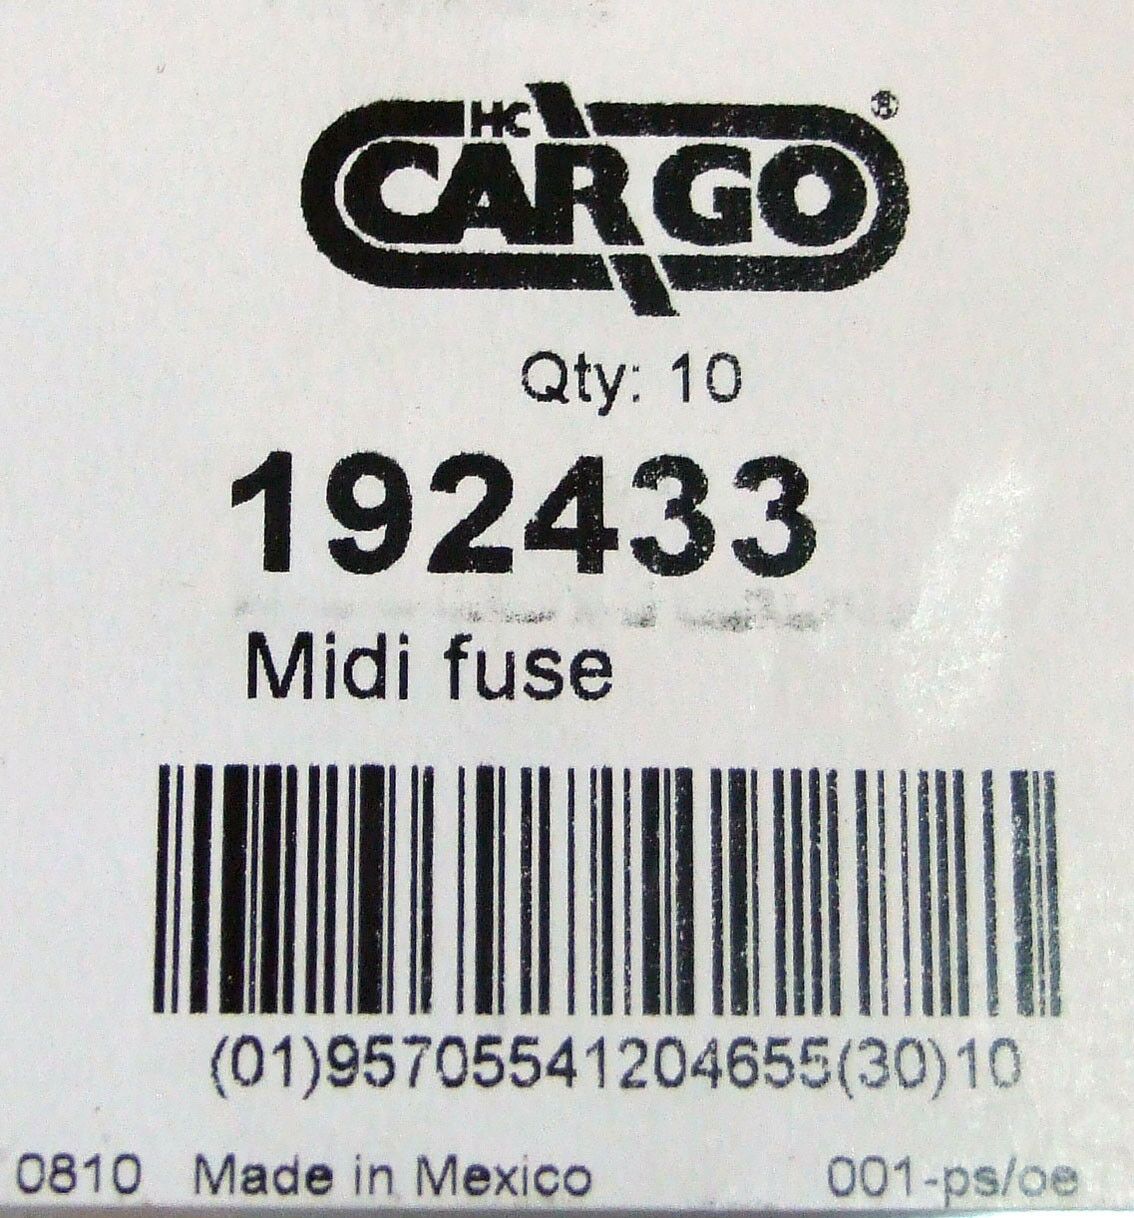 HC
CARGO®
Qty: 10
192433
Midi fuse
(01)95705541204655(30)10
0810 Made in Mexico 001-ps/oe